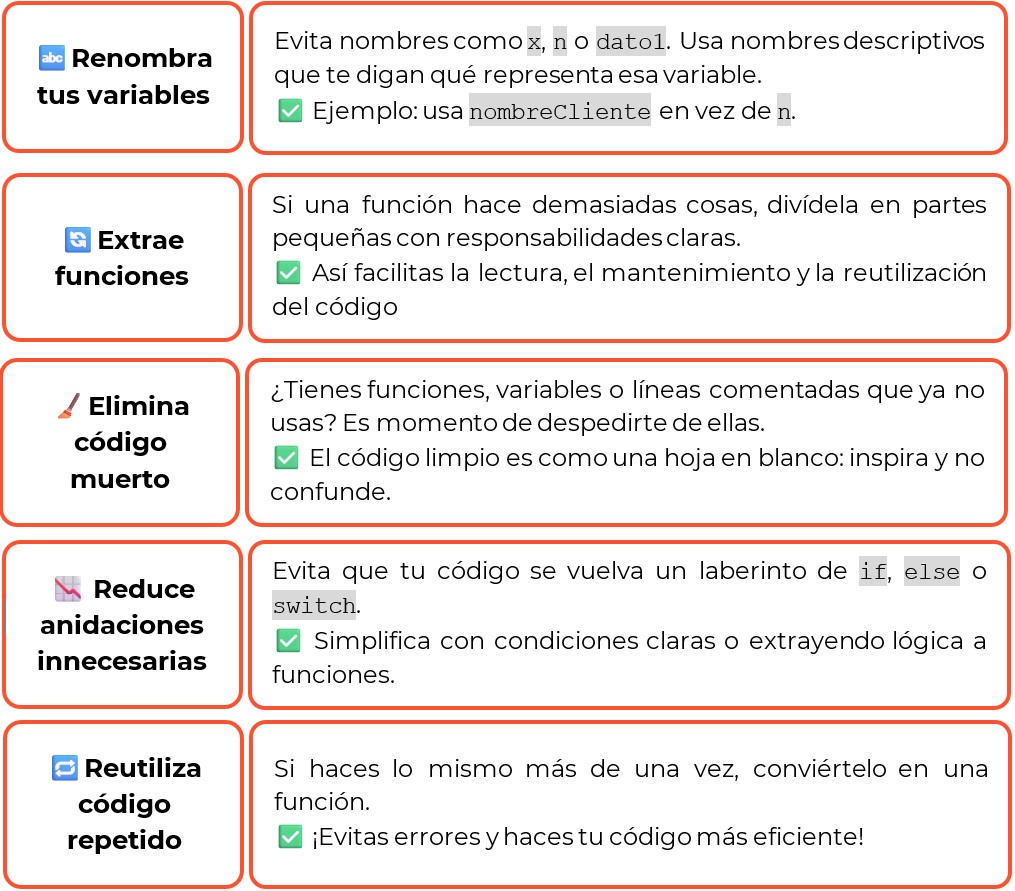 🔤 Renombra
tus variables
Evita nombres como x, n o dato1. Usa nombres descriptivos
que te digan qué representa esa variable.
✅ Ejemplo: usa nombreCliente en vez de n.
🔄 Extrae
funciones
Si una función hace demasiadas cosas, divídela en partes
pequeñas con responsabilidades claras.
✅ Así facilitas la lectura, el mantenimiento y la reutilización
del código
🧹 Elimina
código
muerto
¿Tienes funciones, variables o líneas comentadas que ya no
usas? Es momento de despedirte de ellas.
✅ El código limpio es como una hoja en blanco: inspira y no
confunde.
📉 Reduce
anidaciones
innecesarias
Evita que tu código se vuelva un laberinto de if, else o
switch.
✅ Simplifica con condiciones claras o extrayendo lógica a
funciones.
🔁 Reutiliza
código
repetido
Si haces lo mismo más de una vez, conviértelo en una
función.
✅ ¡Evitas errores y haces tu código más eficiente!